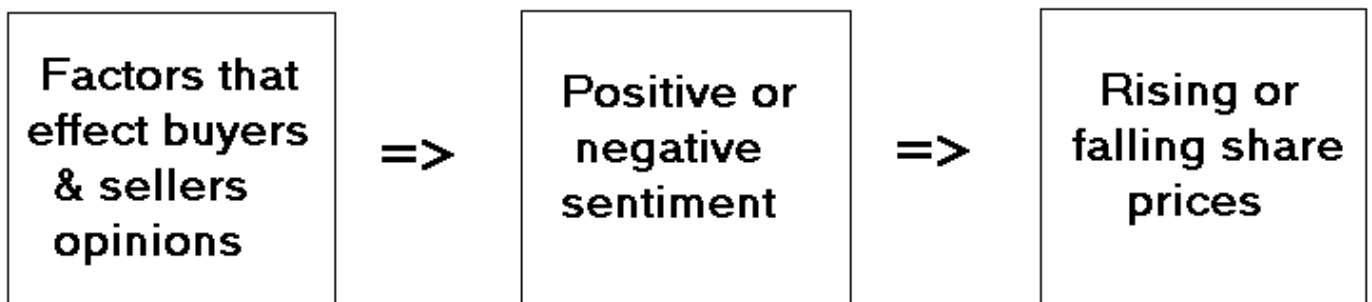 Factors that
effect buyers
& sellers
opinions
=>
Positive or
negative
sentiment
=>
Rising or
falling share
prices